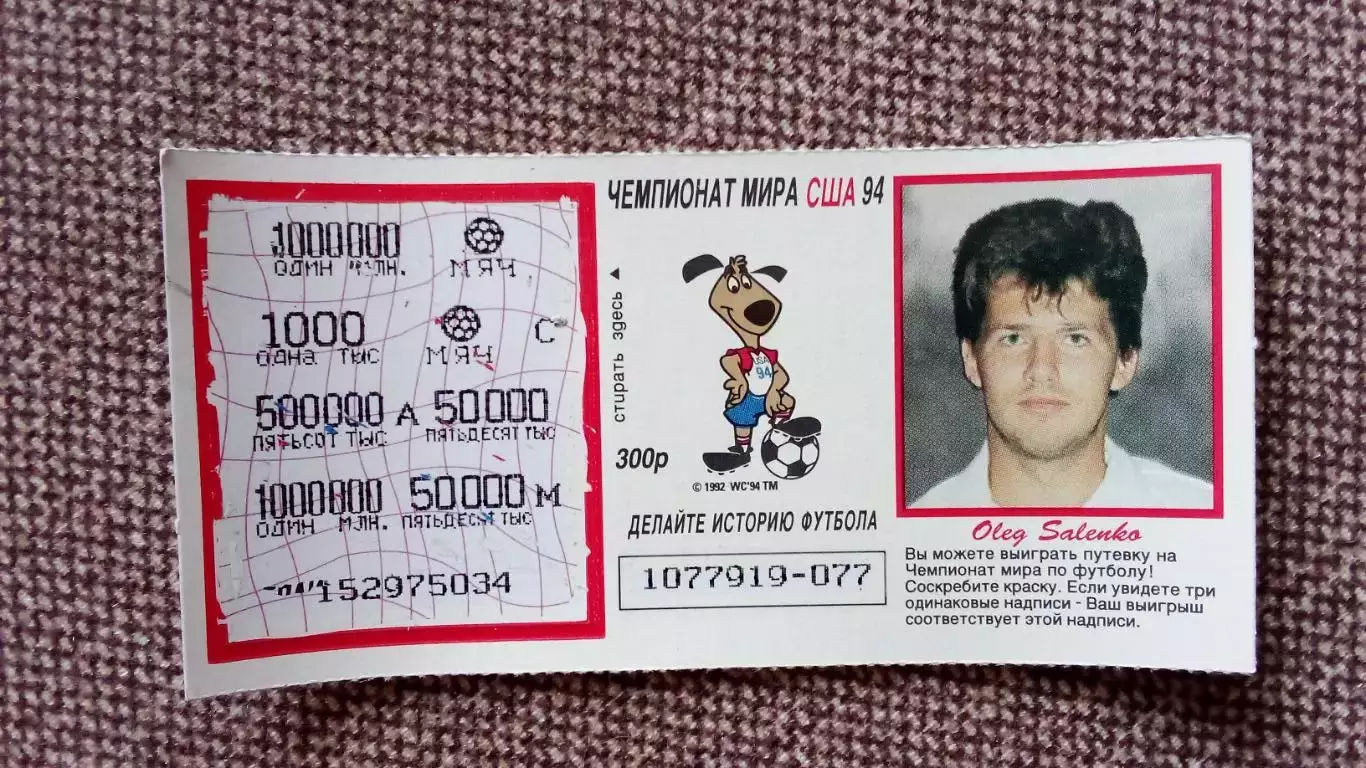 1000000
ОДИН МЛН. МЯЧ
1000 С
ОДНА ТЫС МЯЧ
500000 А 50000
ПЯТЬСОТ ТЫС ПЯТЬДЕСЯТ ТЫС
1000000 50000 М
ОДИН МЛН. ПЯТЬДЕСЯТ ТЫС
152975034
ЧЕМПИОНАТ МИРА США 94
стирать здесь
USA
94
300р
© 1992 WC'94 TM
ДЕЛАЙТЕ ИСТОРИЮ ФУТБОЛА
1077919-077
Oleg Salenko
Вы можете выиграть путевку на
Чемпионат мира по футболу!
Соскребите краску. Если увидете три
одинаковые надписи - Ваш выигрыш
соответствует этой надписи.